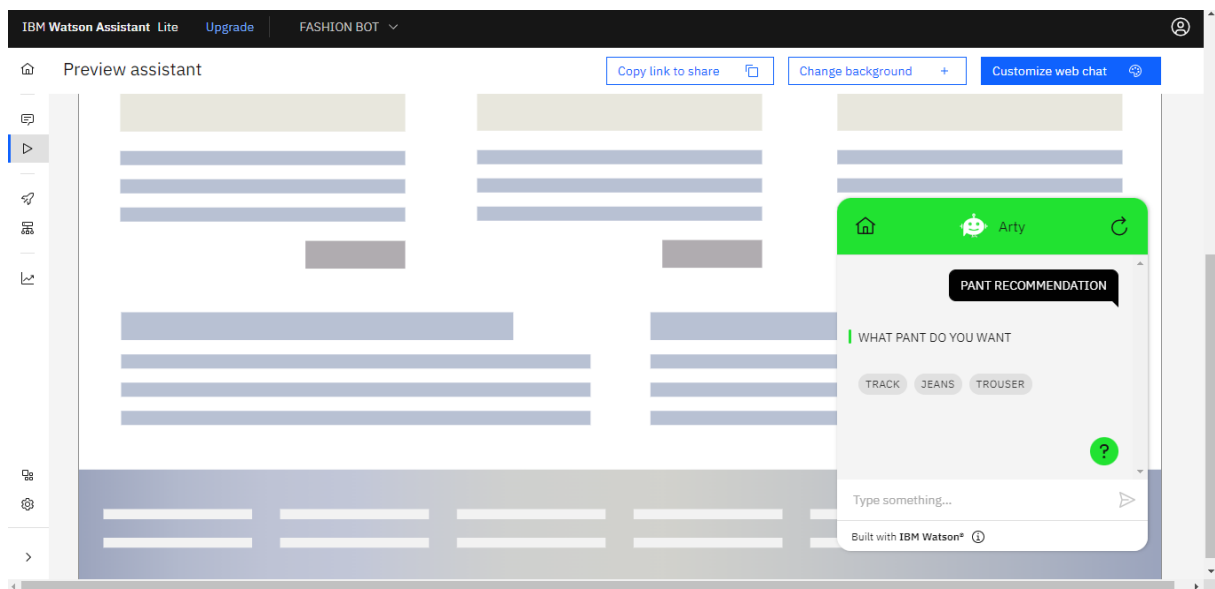 IBM Watson Assistant Lite Upgrade FASHION BOT
Preview assistant Copy link to share Change background + Customize web chat
Arty
PANT RECOMMENDATION
WHAT PANT DO YOU WANT
TRACK JEANS TROUSER
?
Type something...
Built with IBM Watson®